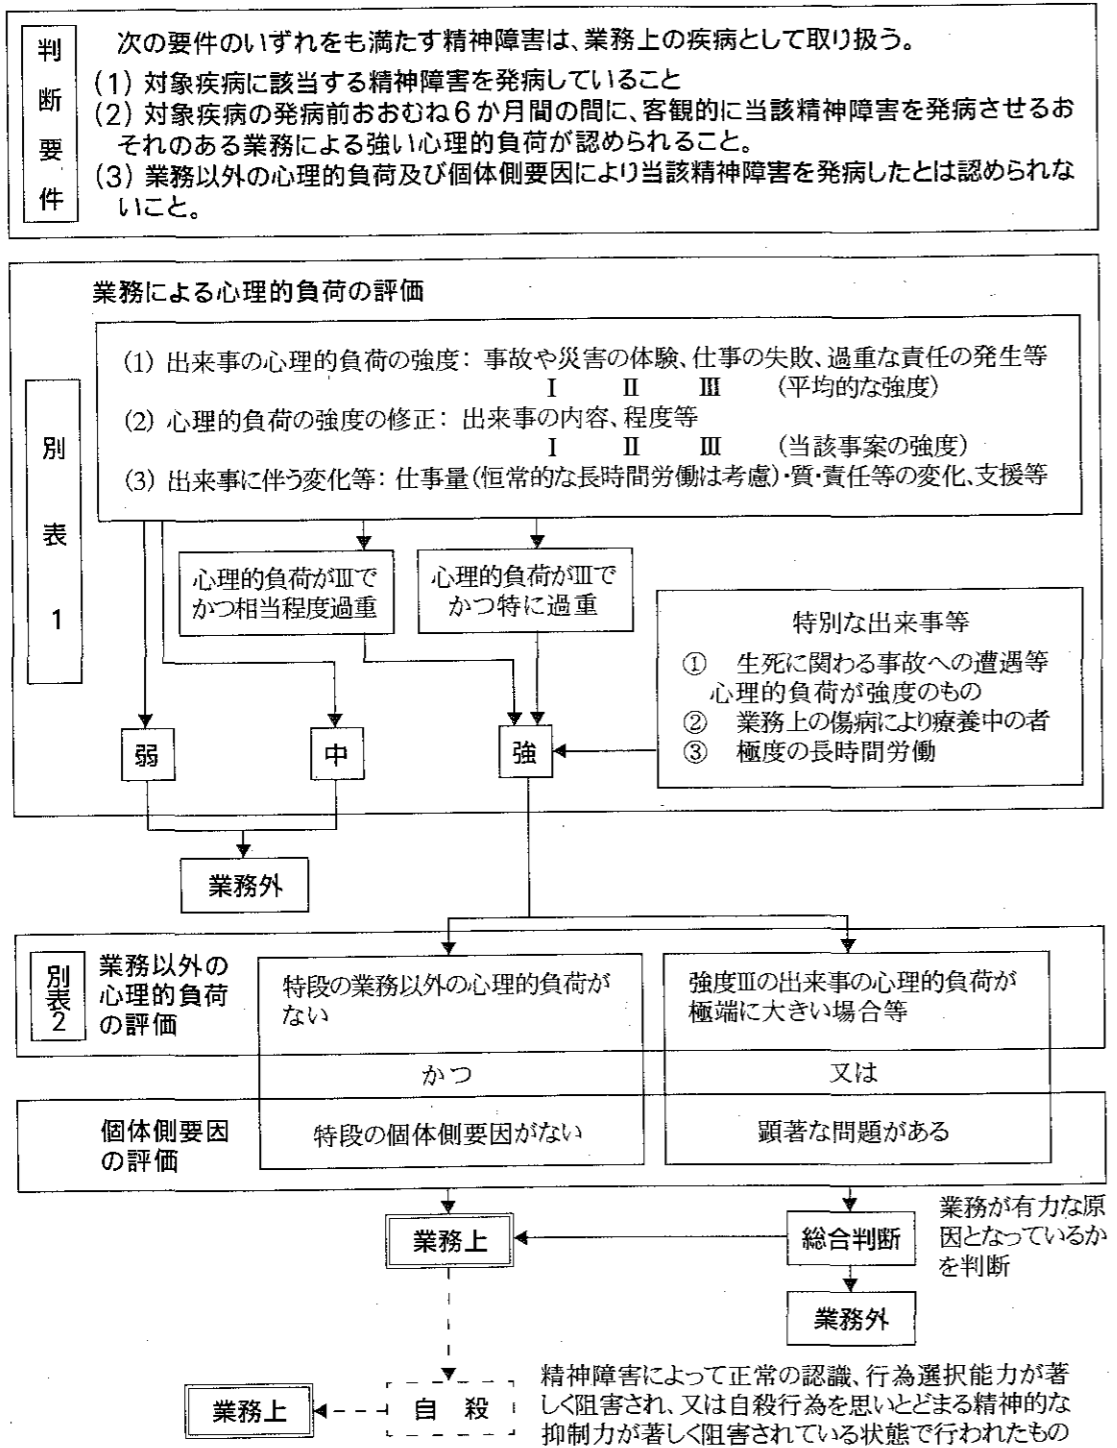 判断要件
次の要件のいずれをも満たす精神障害は、業務上の疾病として取り扱う。
(1) 対象疾病に該当する精神障害を発病していること
(2) 対象疾病の発病前おおむね6か月間の間に、客観的に当該精神障害を発病させるお
それのある業務による強い心理的負荷が認められること。
(3) 業務以外の心理的負荷及び個体側要因により当該精神障害を発病したとは認められな
いこと。
業務による心理的負荷の評価
別表1
(1) 出来事の心理的負荷の強度: 事故や災害の体験、仕事の失敗、過重な責任の発生等
Ⅰ Ⅱ Ⅲ (平均的な強度)
(2) 心理的負荷の強度の修正: 出来事の内容、程度等
Ⅰ Ⅱ Ⅲ (当該事案の強度)
(3) 出来事に伴う変化等: 仕事量(恒常的な長時間労働は考慮)・質・責任等の変化、支援等
心理的負荷がⅢで
かつ相当程度過重
心理的負荷がⅡで
かつ特に過重
特別な出来事等
① 生死に関わる事故への遭遇等
心理的負荷が強度のもの
② 業務上の傷病により療養中の者
③ 極度の長時間労働
弱
中
強
業務外
別表2
業務以外の
心理的負荷
の評価
特段の業務以外の心理的負荷が
ない
強度Ⅲの出来事の心理的負荷が
極端に大きい場合等
かつ
又は
個体側要因
の評価
特段の個体側要因がない
顕著な問題がある
業務上
総合判断
業務が有力な原
因となっているか
を判断
業務外
業務上
自殺
精神障害によって正常の認識、行為選択能力が著
しく阻害され、又は自殺行為を思いとどまる精神的な
抑制力が著しく阻害されている状態で行われたもの